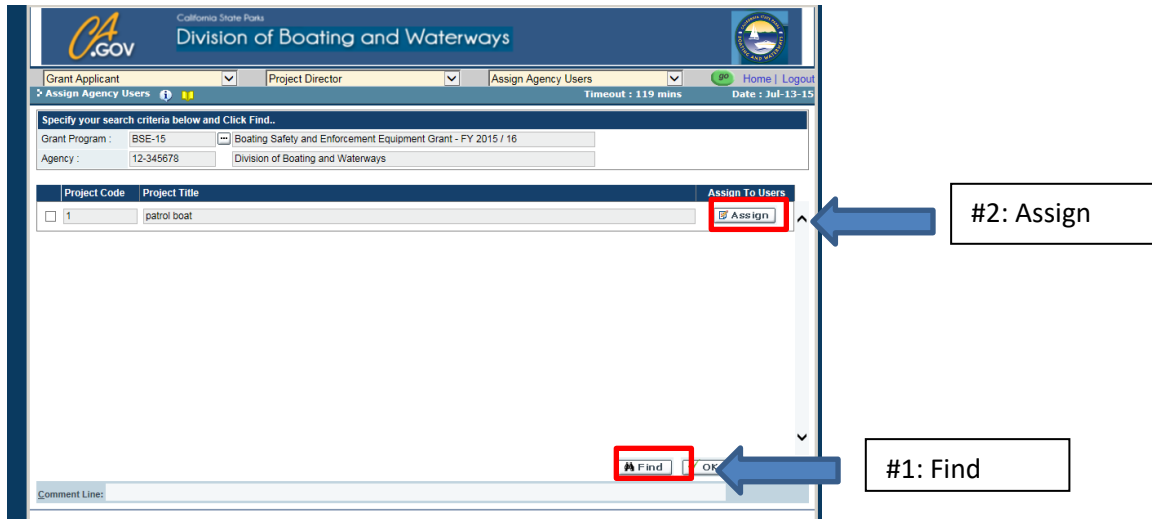 CA
.GOV
California State Parks
Division of Boating and Waterways
Grant Applicant Project Director Assign Agency Users go Home | Logout
Assign Agency Users Timeout : 119 mins Date : Jul-13-15
Specify your search criteria below and Click Find..
Grant Program : BSE-15 ... Boating Safety and Enforcement Equipment Grant - FY 2015 / 16
Agency : 12-345678 Division of Boating and Waterways
Project Code Project Title Assign To Users
1 patrol boat Assign
#2: Assign
Find OK
#1: Find
Comment Line: